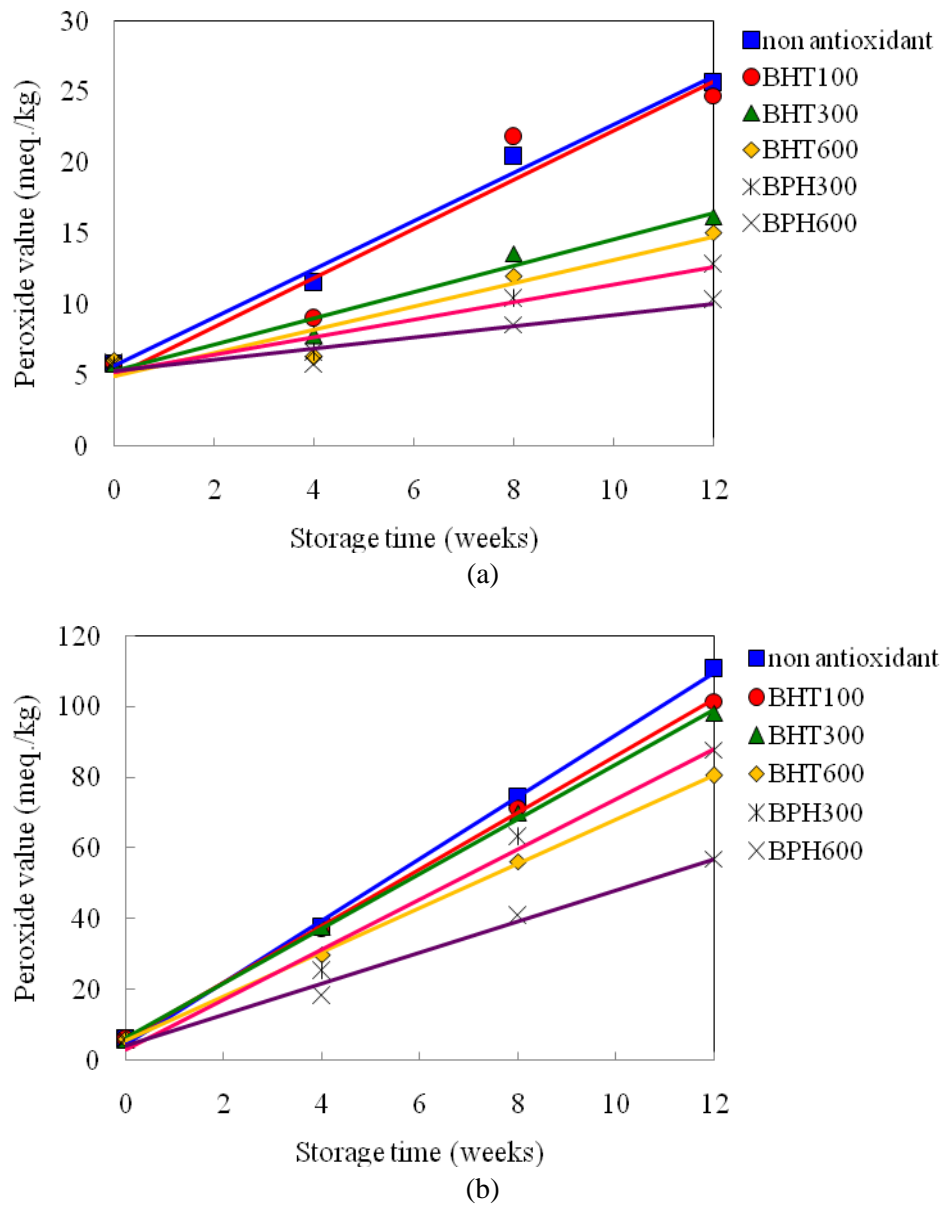 30
25
20
15
10
5
0
Peroxide value (meq./kg)
0 2 4 6 8 10 12
Storage time (weeks)
non antioxidant
BHT100
BHT300
BHT600
BPH300
BPH600
(a)
120
100
80
60
40
20
0
Peroxide value (meq./kg)
0 2 4 6 8 10 12
Storage time (weeks)
non antioxidant
BHT100
BHT300
BHT600
BPH300
BPH600
(b)